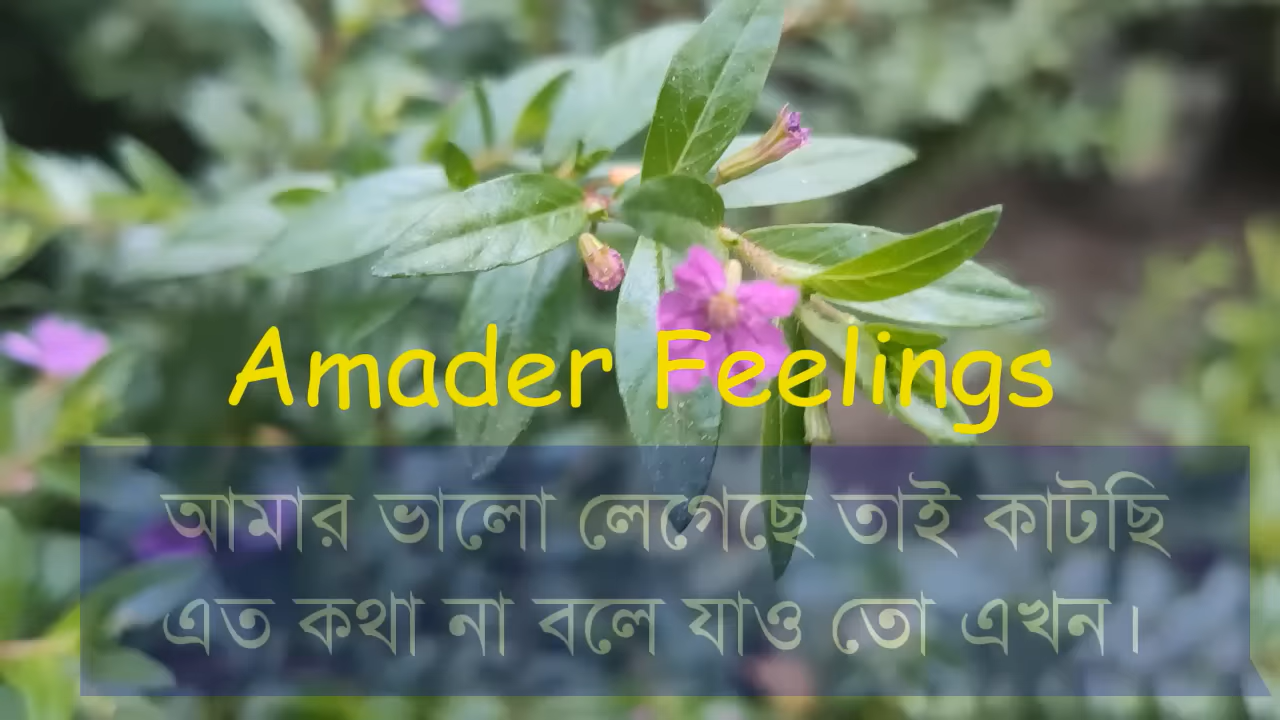 Amader Feelings
আমার ভালো লেগেছে তাই কাটছি
এত কথা না বলে যাও তো এখন।